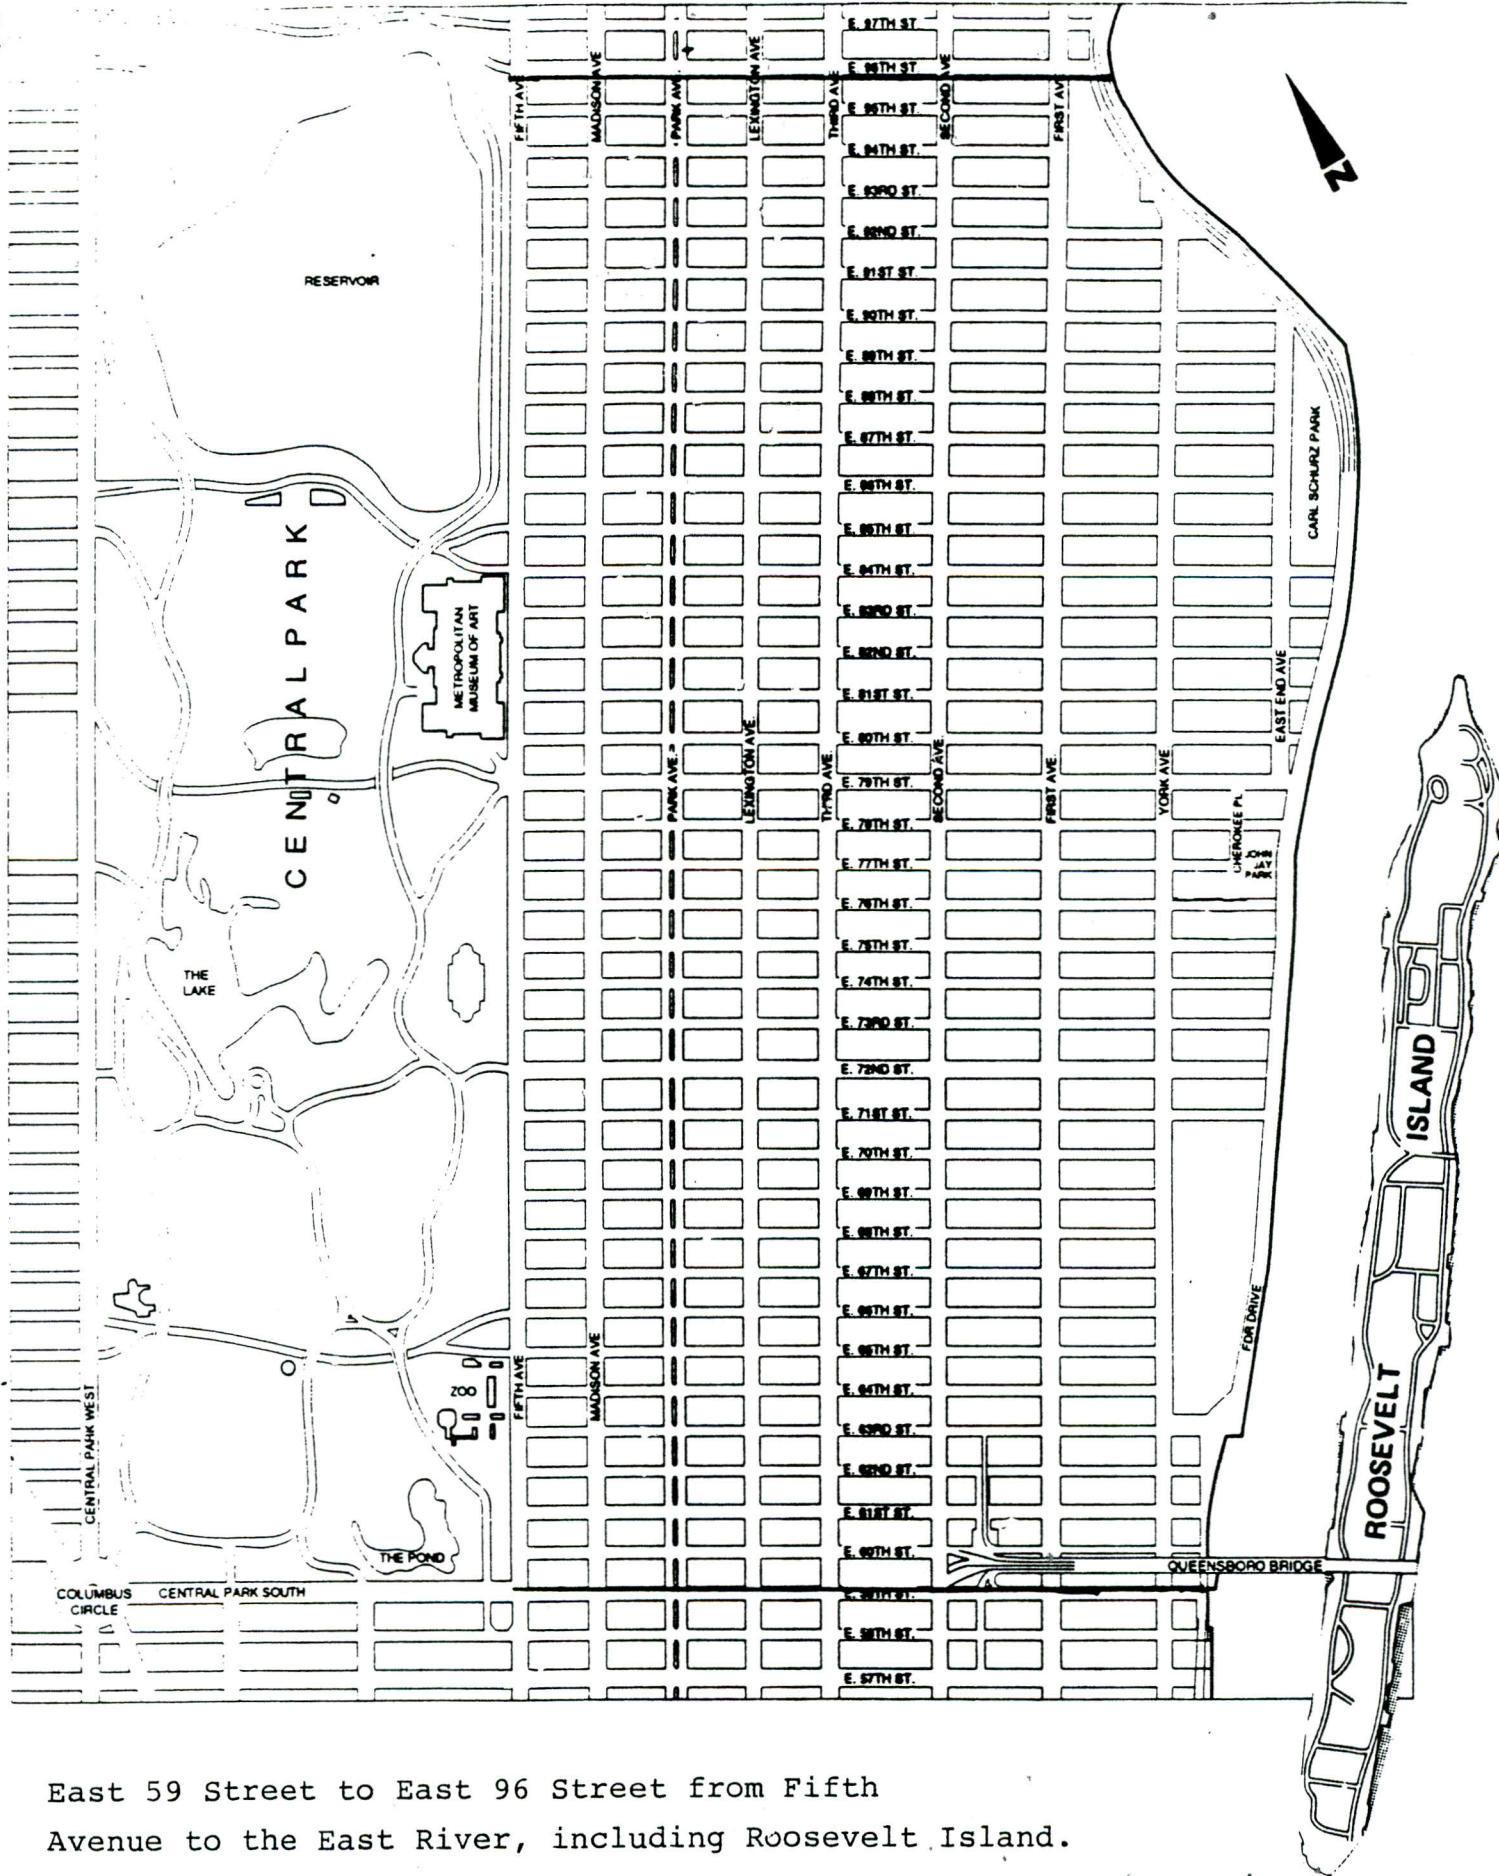 E. 97TH ST.
E. 96TH ST.
FIFTH AVE
MADISON AVE
PARK AVE.
LEXINGTON AVE
THIRD AVE
SECOND AVE
FIRST AVE
E. 95TH ST.
E. 94TH ST.
E. 93RD ST.
E. 92ND ST.
E. 91ST ST.
E. 90TH ST.
E. 89TH ST.
E. 88TH ST.
E. 87TH ST.
E. 86TH ST.
E. 85TH ST.
E. 84TH ST.
E. 83RD ST.
E. 82ND ST.
E. 81ST ST.
E. 80TH ST.
E. 79TH ST.
E. 78TH ST.
E. 77TH ST.
E. 76TH ST.
E. 75TH ST.
E. 74TH ST.
E. 73RD ST.
E. 72ND ST.
E. 71ST ST.
E. 70TH ST.
E. 69TH ST.
E. 68TH ST.
E. 67TH ST.
E. 66TH ST.
E. 65TH ST.
E. 64TH ST.
E. 63RD ST.
E. 62ND ST.
E. 61ST ST.
E. 60TH ST.
E. 59TH ST.
E. 58TH ST.
E. 57TH ST.
N
RESERVOIR
CENTRAL PARK
METROPOLITAN
MUSEUM OF ART
CARL SCHURZ PARK
EAST END AVE
PARK AVE.
LEXINGTON AVE.
THIRD AVE.
SECOND AVE.
FIRST AVE.
YORK AVE
CHEROKEE PL.
JOHN
JAY
PARK
THE
LAKE
ROOSEVELT ISLAND
FDR DRIVE
ZOO
FIFTH AVE
MADISON AVE
CENTRAL PARK WEST
THE POND
QUEENSBORO BRIDGE
COLUMBUS
CIRCLE
CENTRAL PARK SOUTH
East 59 Street to East 96 Street from Fifth
Avenue to the East River, including Roosevelt Island.